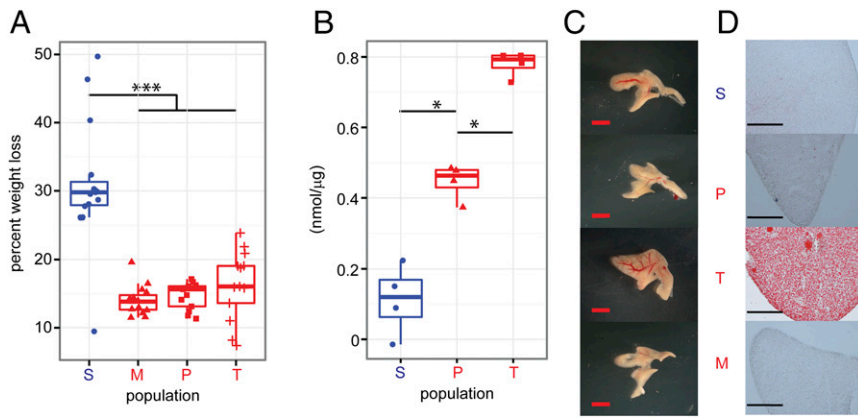 A
B
C
D
percent weight loss
50
40
30
20
10
***
S
M
P
T
population
(nmol/µg)
0.8
0.6
0.4
0.2
0
*
*
S
P
T
population
S
P
T
M